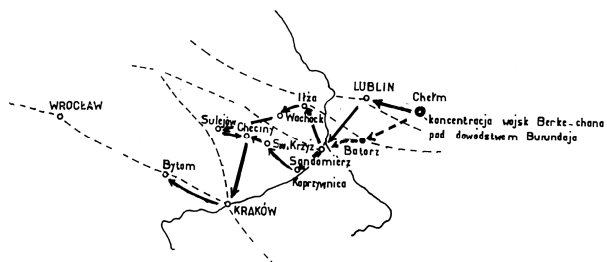 LUBLIN
Chełm
koncentracja wojsk Berke-chana
pod dowództwem Burundaja
Iłża
Wąchock
WROCŁAW
Sulejów
Chęciny
Św. Krzyż
Batorz
Sandomierz
Koprzywnica
Bytom
KRAKÓW